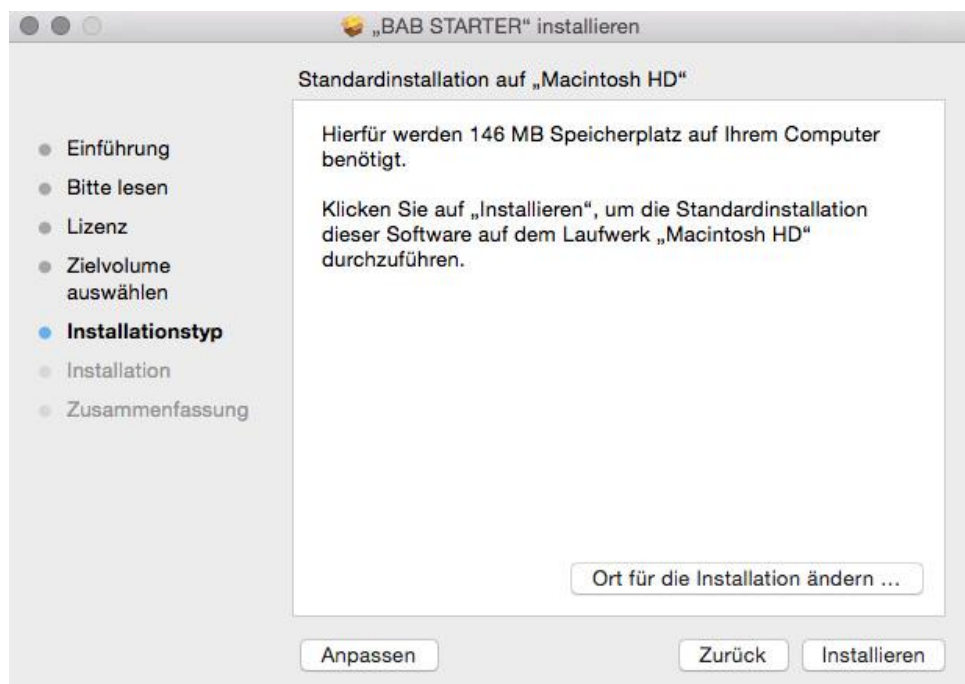 „BAB STARTER“ installieren
Standardinstallation auf „Macintosh HD“
Einführung
Bitte lesen
Lizenz
Zielvolume
auswählen
Installationstyp
Installation
Zusammenfassung
Hierfür werden 146 MB Speicherplatz auf Ihrem Computer
benötigt.
Klicken Sie auf „Installieren“, um die Standardinstallation
dieser Software auf dem Laufwerk „Macintosh HD“
durchzuführen.
Ort für die Installation ändern ...
Anpassen
Zurück
Installieren